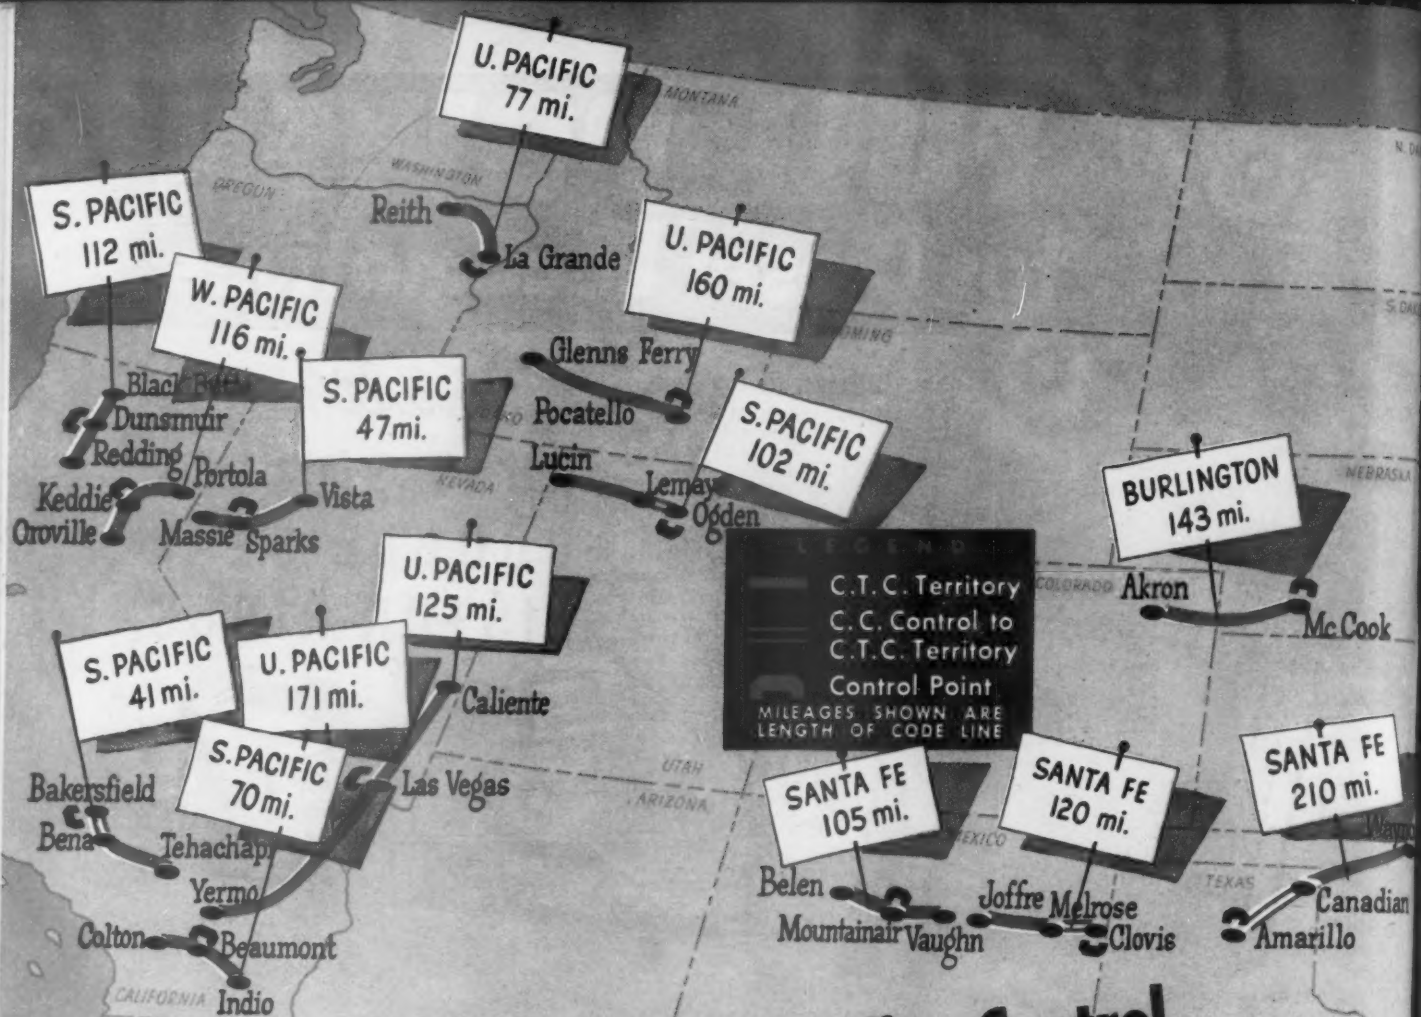 U. PACIFIC
77 mi.
MONTANA
WASHINGTON
OREGON
S. PACIFIC
112 mi.
Reith
La Grande
U. PACIFIC
160 mi.
W. PACIFIC
116 mi.
Glenns Ferry
Pocatello
S. PACIFIC
47 mi.
Black
Dunsmuir
Redding
Portola
Keddie
Oroville
Massie
Sparks
Vista
NEVADA
Lucin
Lemay
Ogden
S. PACIFIC
102 mi.
BURLINGTON
143 mi.
NEBRASKA
LEGEND
C.T.C. Territory
C.C. Control to
C.T.C. Territory
Control Point
MILEAGES SHOWN ARE
LENGTH OF CODE LINE
COLORADO
Akron
Mc Cook
U. PACIFIC
125 mi.
S. PACIFIC
41 mi.
U. PACIFIC
171 mi.
Caliente
S. PACIFIC
70 mi.
Las Vegas
UTAH
ARIZONA
Bakersfield
Bena
Tehachapi
Yermo
Colton
Beaumont
Indio
CALIFORNIA
SANTA FE
105 mi.
SANTA FE
120 mi.
SANTA FE
210 mi.
MEXICO
TEXAS
Belen
Mountainair
Vaughn
Joffre
Melrose
Clovis
Canadian
Amarillo
Control